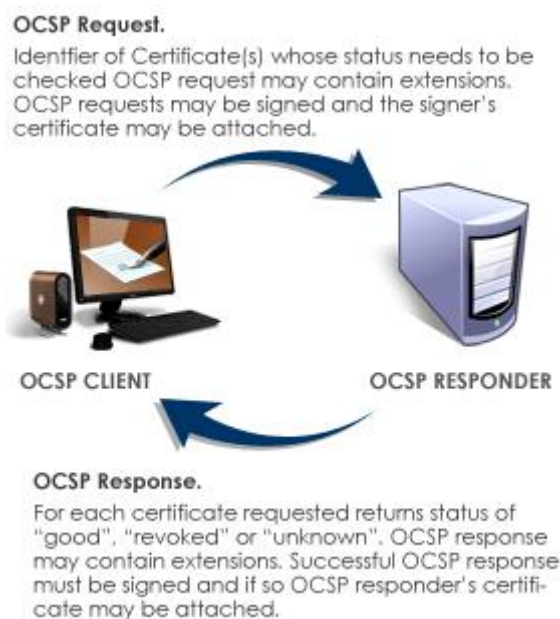 OCSP Request.
Identfier of Certificate(s) whose status needs to be
checked OCSP request may contain extensions.
OCSP requests may be signed and the signer's
certificate may be attached.
OCSP CLIENT
OCSP RESPONDER
OCSP Response.
For each certificate requested returns status of
“good”, “revoked” or “unknown”. OCSP response
may contain extensions. Successful OCSP response
must be signed and if so OCSP responder's certifi-
cate may be attached.